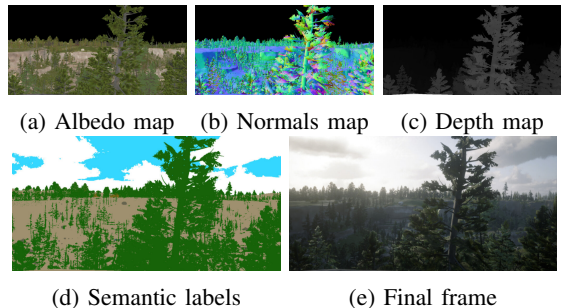 (a) Albedo map
(b) Normals map
(c) Depth map
(d) Semantic labels
(e) Final frame